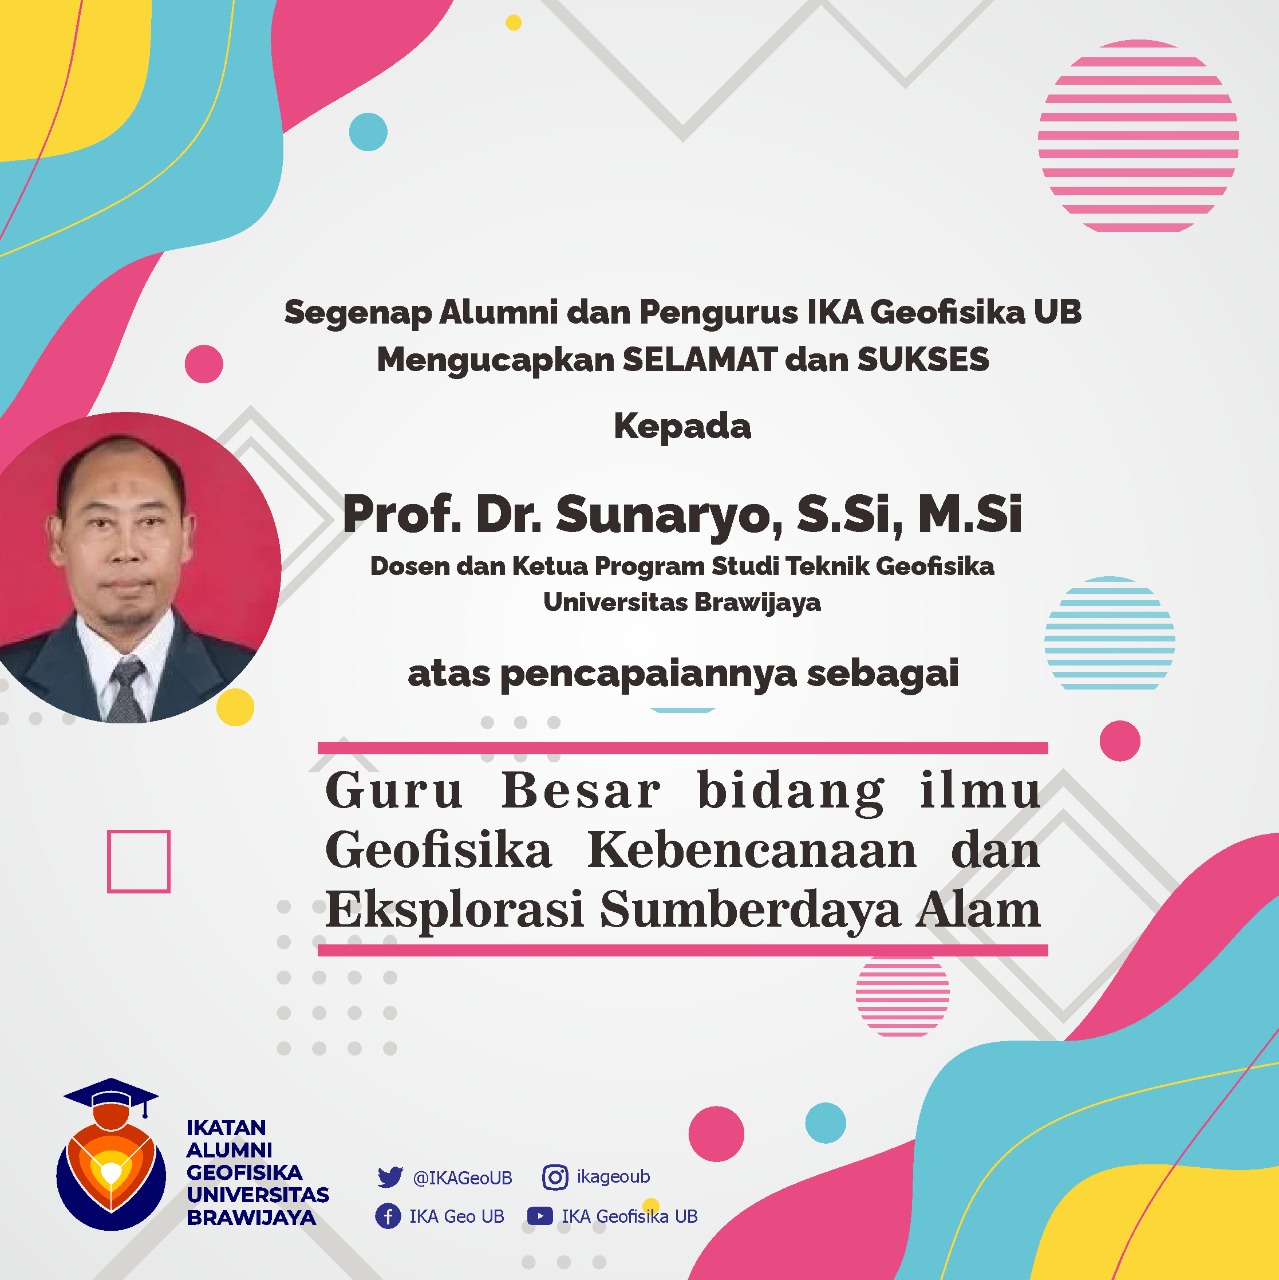 Segenap Alumni dan Pengurus IKA Geofisika UB
Mengucapkan SELAMAT dan SUKSES
Kepada
Prof. Dr. Sunaryo, S.Si, M.Si
Dosen dan Ketua Program Studi Teknik Geofisika
Universitas Brawijaya
atas pencapaiannya sebagai
Guru Besar bidang ilmu
Geofisika Kebencanaan dan
Eksplorasi Sumberdaya Alam
IKATAN
ALUMNI
GEOFISIKA
UNIVERSITAS
BRAWIJAYA
@IKAGeoUB ikageoub
IKA Geo UB IKA Geofisika UB